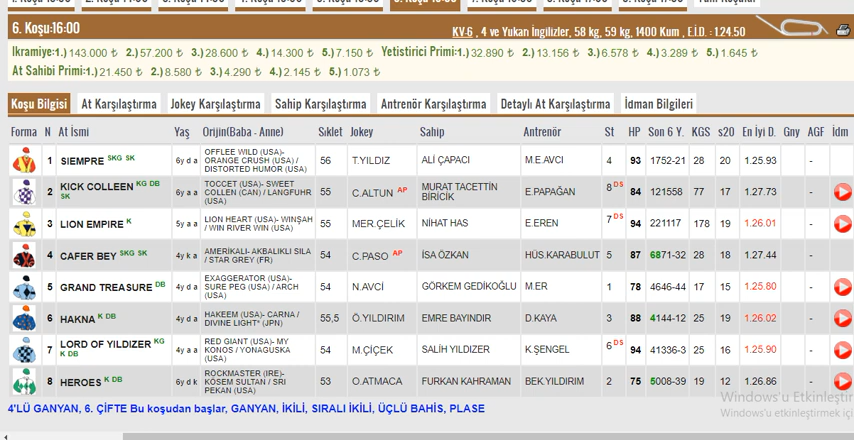 6. Koşu:16:00
KV-6 , 4 ve Yukarı İngilizler, 58 kg, 59 kg, 1400 Kum , E.İ.D. : 1.24.50
İkramiye:1.) 143.000 ₺ 2.) 57.200 ₺ 3.) 28.600 ₺ 4.) 14.300 ₺ 5.) 7.150 ₺ Yetistirici Primi:1.) 32.890 ₺ 2.) 13.156 ₺ 3.) 6.578 ₺ 4.) 3.289 ₺ 5.) 1.645 ₺
At Sahibi Primi:1.) 21.450 ₺ 2.) 8.580 ₺ 3.) 4.290 ₺ 4.) 2.145 ₺ 5.) 1.073 ₺
Koşu Bilgisi At Karşılaştırma Jokey Karşılaştırma Sahip Karşılaştırma Antrenör Karşılaştırma Detaylı At Karşılaştırma İdman Bilgileri
Forma N At İsmi Yaş Orijin(Baba - Anne) Sıklet Jokey Sahip Antrenör St HP Son 6 Y. KGS s20 En İyi D. Gny AGF İdm
1 SIEMPRE SKG SK 6y d a OFFLEE WILD (USA)- ORANGE CRUSH (USA) / DISTORTED HUMOR (USA) 56 T.YILDIZ ALİ ÇAPACI M.E.AVCI 4 93 1752-21 28 20 1.25.93 -
2 KICK COLLEEN KG DB SK 6y a a TOCCET (USA)- SWEET COLLEN (CAN) / LANGFUHR (USA) 55 C.ALTUN AP MURAT TACETTİN BİRİCİK E.PAPAĞAN 8 DS 84 121558 77 17 1.27.73 -
3 LION EMPIRE K 5y a a LION HEART (USA)- WINŞAH / WIN RIVER WIN (USA) 55 MER.ÇELİK NİHAT HAS E.EREN 7 DS 94 221117 178 19 1.26.01 -
4 CAFER BEY SKG SK 4y k a AMERİKALI- AKBALIKLI SILA / STAR GREY (FR) 54 C.PASO AP İSA ÖZKAN HÜS.KARABULUT 5 87 6871-32 28 18 1.27.44 -
5 GRAND TREASURE DB 4y d a EXAGGERATOR (USA)- SURE PEG (USA) / ARCH (USA) 54 N.AVCİ GÖRKEM GEDİKOĞLU M.ER 1 78 4646-44 17 15 1.25.80 -
6 HAKNA K DB 4y d a HAKEEM (USA)- CARNA / DIVINE LIGHT* (JPN) 55,5 Ö.YILDIRIM EMRE BAYINDIR D.KAYA 3 88 4144-12 25 19 1.26.02 -
7 LORD OF YILDIZER KG K DB 4y a a RED GIANT (USA)- MY KONOS / YONAGUSKA (USA) 54 M.ÇİÇEK SALİH YILDIZER K.ŞENGEL 6 DS 94 41336-3 25 16 1.25.90 -
8 HEROES K DB 6y d k ROCKMASTER (IRE)- KÖSEM SULTAN / SRI PEKAN (USA) 53 O.ATMACA FURKAN KAHRAMAN BEK.YILDIRIM 2 75 5008-39 19 12 1.26.86 -
4'LÜ GANYAN, 6. ÇİFTE Bu koşudan başlar, GANYAN, İKİLİ, SIRALI İKİLİ, ÜÇLÜ BAHİS, PLASE
Windows'u Etkinleştir
Windows'u etkinleştirmek iç